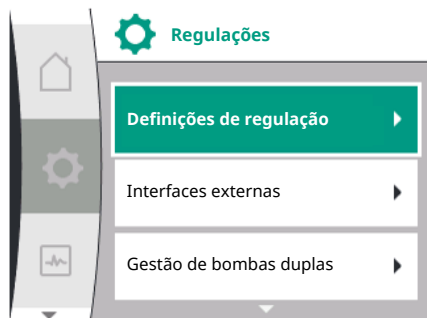 Regulações
Definições de regulação
Interfaces externas
Gestão de bombas duplas